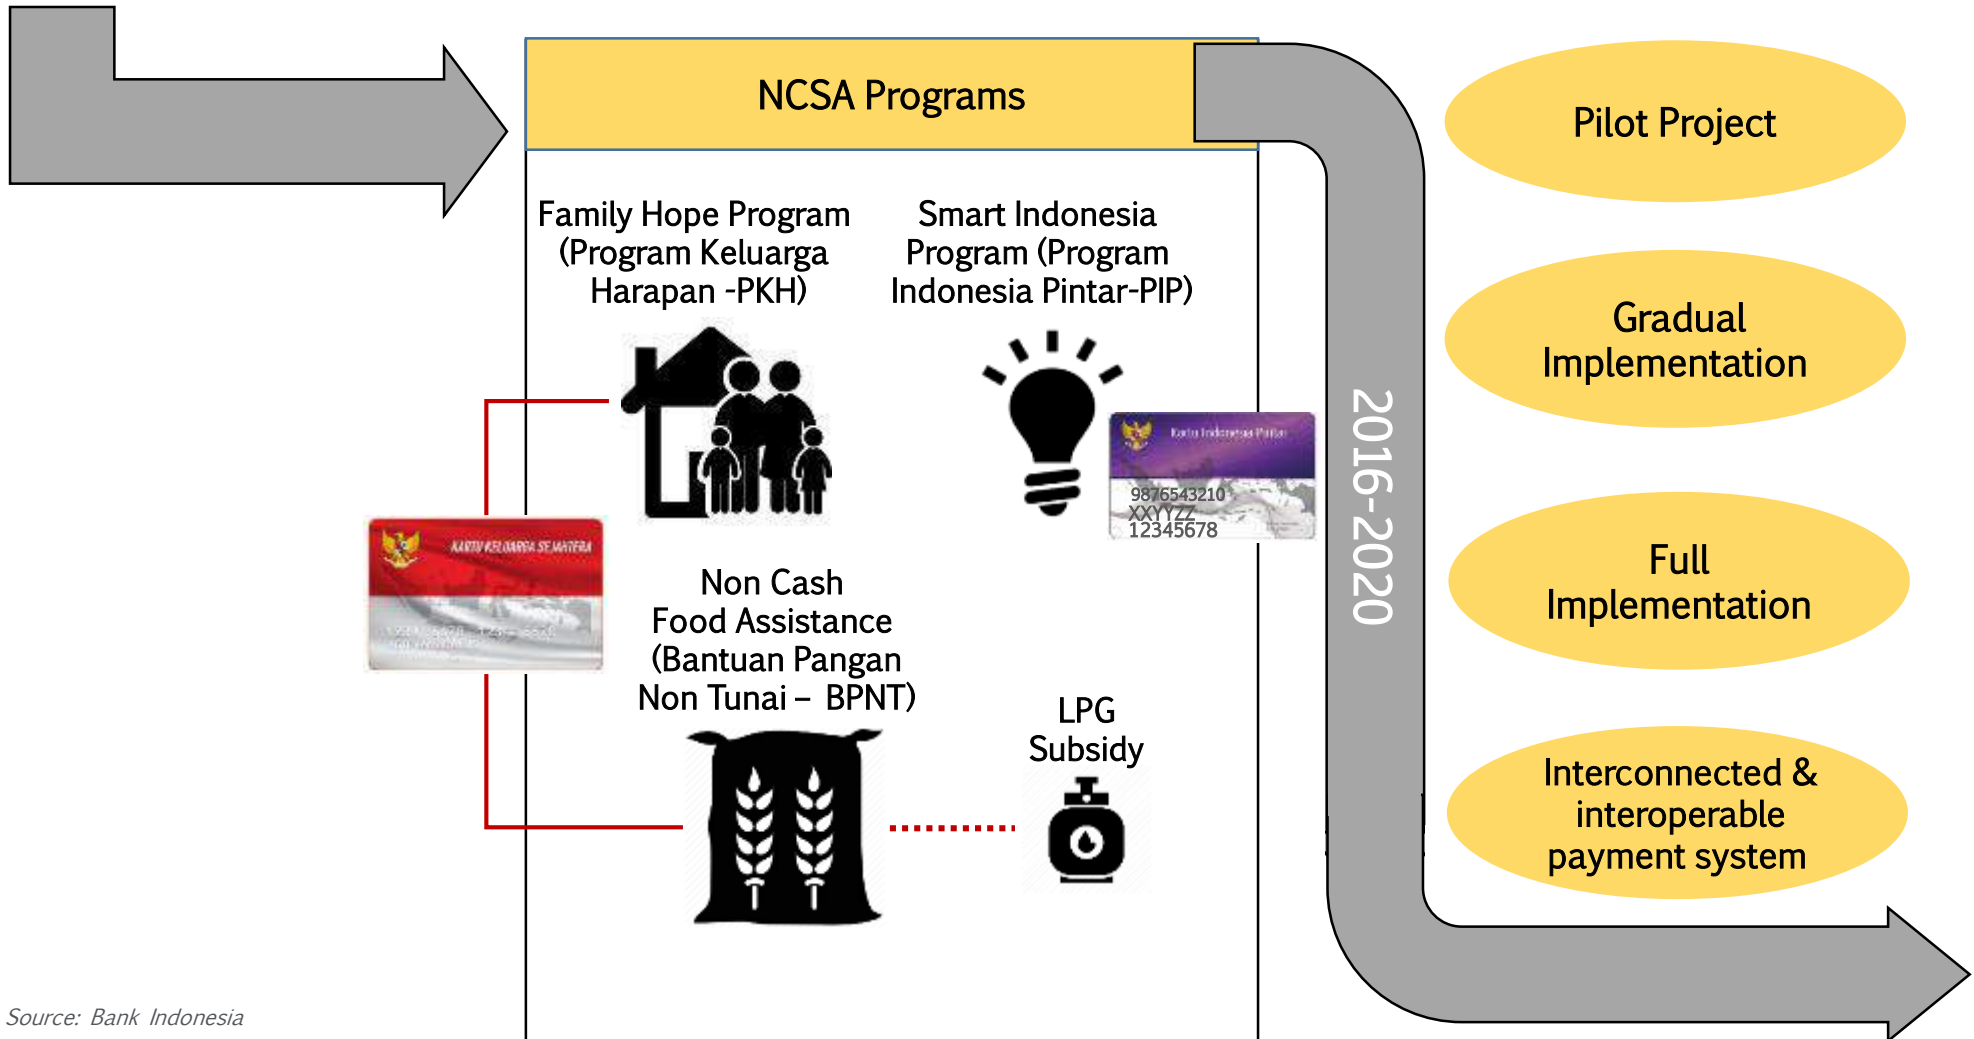 NCSA Programs
Family Hope Program
(Program Keluarga
Harapan -PKH)
Smart Indonesia
Program (Program
Indonesia Pintar-PIP)
Kartu Indonesia Pintar
9876543210
XXYYZZ
12345678
KARTU KELUARGA SEJAHTERA
Non Cash
Food Assistance
(Bantuan Pangan
Non Tunai – BPNT)
LPG
Subsidy
2016-2020
Pilot Project
Gradual
Implementation
Full
Implementation
Interconnected &
interoperable
payment system
Source: Bank Indonesia